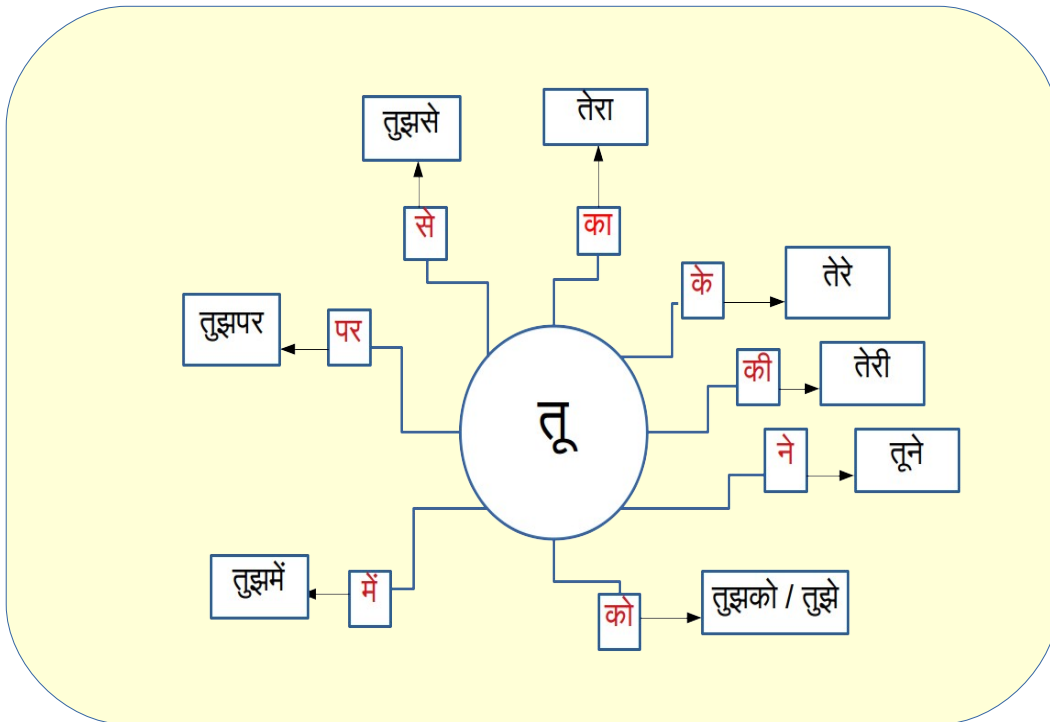 तुझसे
तेरा
से
का
के
तेरे
तुझपर
पर
की
तेरी
तू
ने
तूने
तुझमें
में
को
तुझको / तुझे